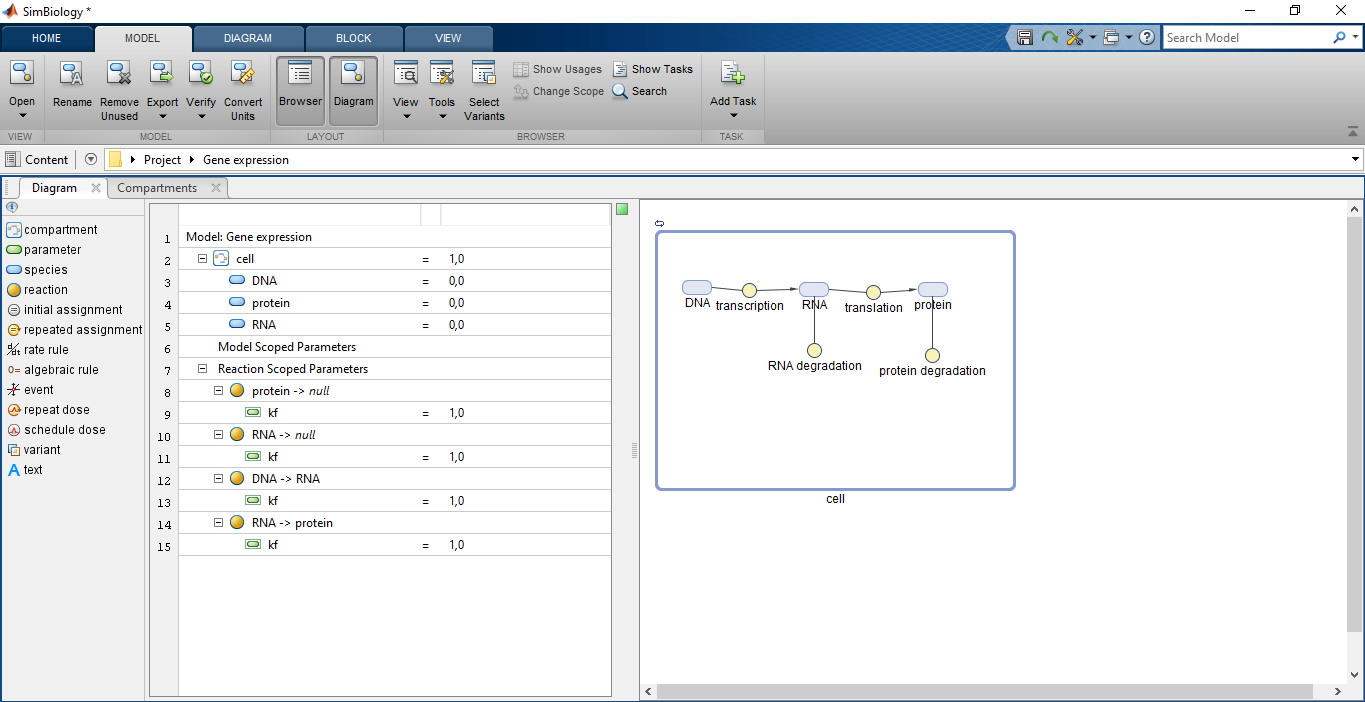 SimBiology *
HOME MODEL DIAGRAM BLOCK VIEW
Search Model
Open Rename Remove Unused Export Verify Convert Units Browser Diagram View Tools Select Variants Show Usages Show Tasks Change Scope Search Add Task
VIEW MODEL LAYOUT BROWSER TASK
Content Project Gene expression
Diagram Compartments
compartment
parameter
species
reaction
initial assignment
repeated assignment
rate rule
algebraic rule
event
repeat dose
schedule dose
variant
text
1 Model: Gene expression
2 cell = 1,0
3 DNA = 0,0
4 protein = 0,0
5 RNA = 0,0
6 Model Scoped Parameters
7 Reaction Scoped Parameters
8 protein -> null
9 kf = 1,0
10 RNA -> null
11 kf = 1,0
12 DNA -> RNA
13 kf = 1,0
14 RNA -> protein
15 kf = 1,0
DNA transcription RNA translation protein
RNA degradation protein degradation
cell